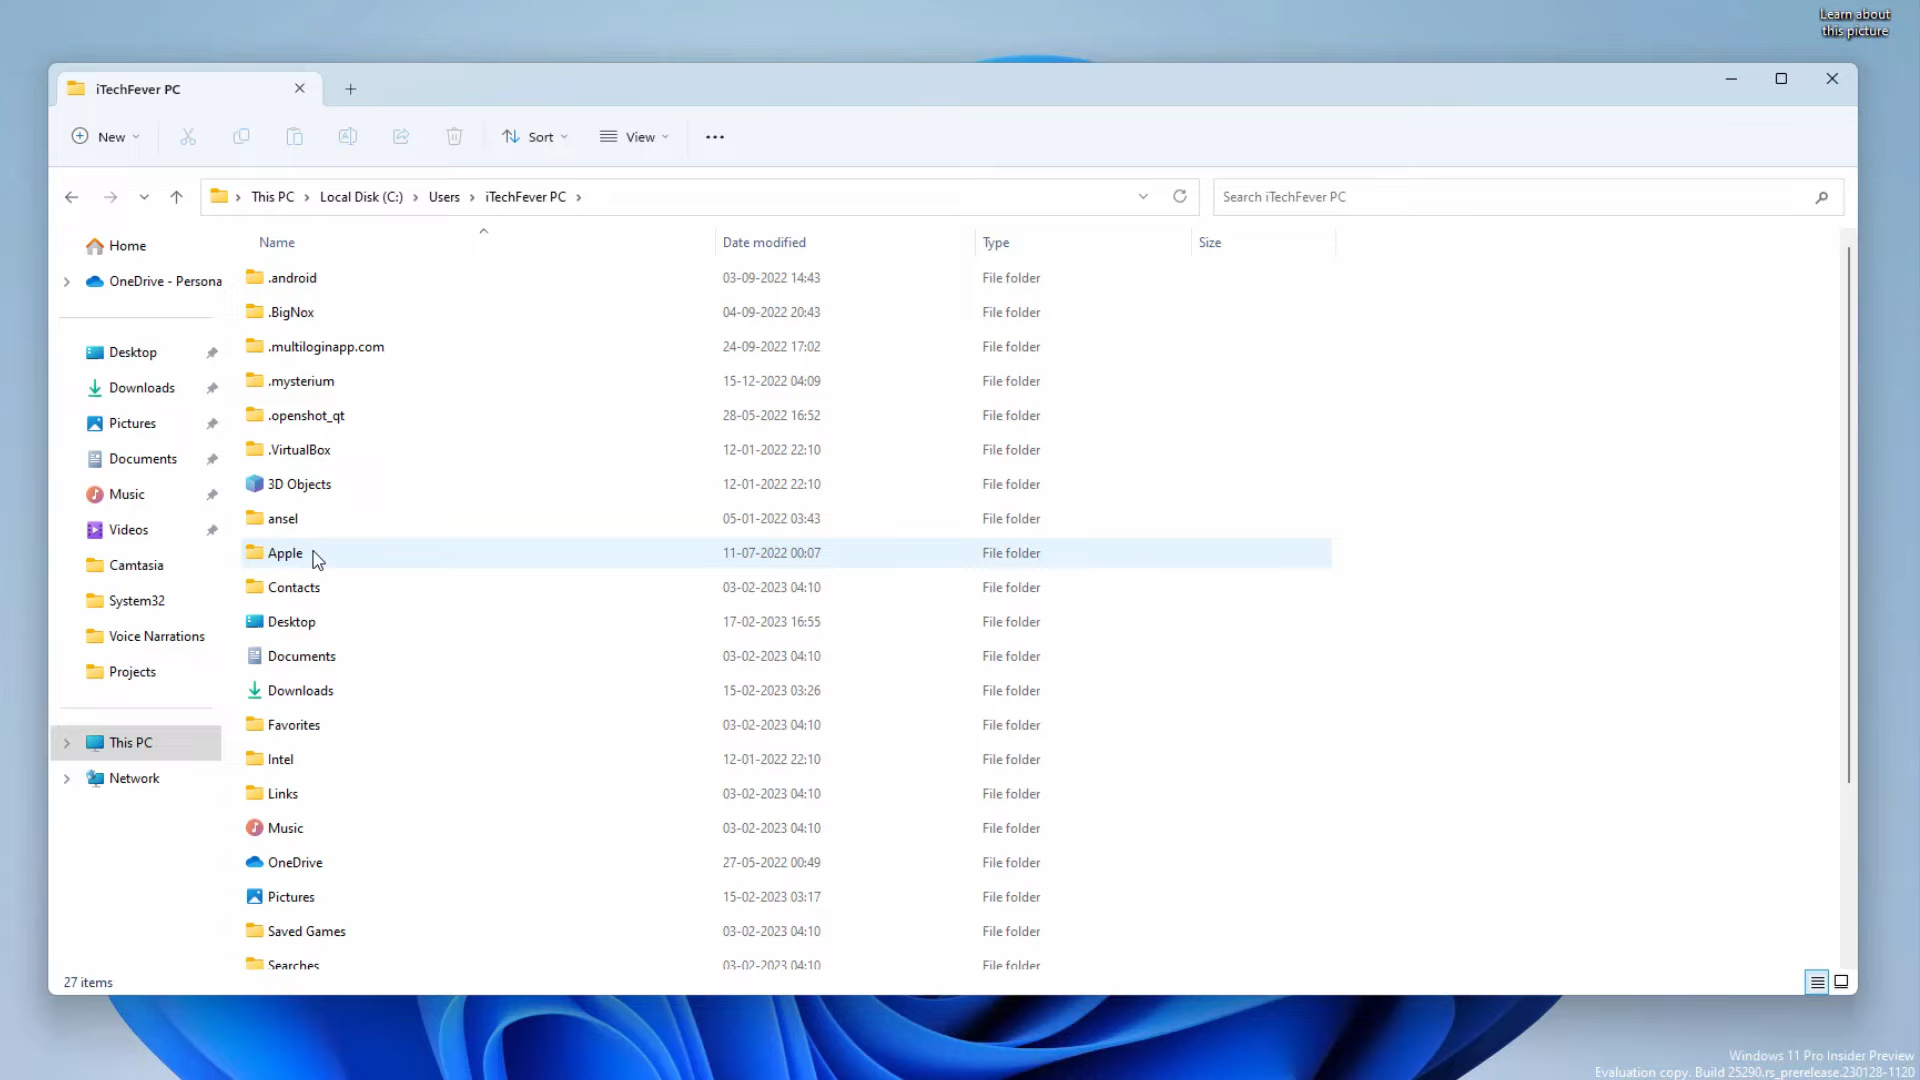 Learn about
this picture
iTechFever PC
New
Sort
View
This PC
Local Disk (C:)
Users
iTechFever PC
Search iTechFever PC
Home
OneDrive - Persona
Desktop
Downloads
Pictures
Documents
Music
Videos
Camtasia
System32
Voice Narrations
Projects
This PC
Network
Name Date modified Type Size
.android 03-09-2022 14:43 File folder
.BigNox 04-09-2022 20:43 File folder
.multiloginapp.com 24-09-2022 17:02 File folder
.mysterium 15-12-2022 04:09 File folder
.openshot_qt 28-05-2022 16:52 File folder
.VirtualBox 12-01-2022 22:10 File folder
3D Objects 12-01-2022 22:10 File folder
ansel 05-01-2022 03:43 File folder
Apple 11-07-2022 00:07 File folder
Contacts 03-02-2023 04:10 File folder
Desktop 17-02-2023 16:55 File folder
Documents 03-02-2023 04:10 File folder
Downloads 15-02-2023 03:26 File folder
Favorites 03-02-2023 04:10 File folder
Intel 12-01-2022 22:10 File folder
Links 03-02-2023 04:10 File folder
Music 03-02-2023 04:10 File folder
OneDrive 27-05-2022 00:49 File folder
Pictures 15-02-2023 03:17 File folder
Saved Games 03-02-2023 04:10 File folder
Searches 03-02-2023 04:10 File folder
27 items
Windows 11 Pro Insider Preview
Evaluation copy. Build 25290.rs_prerelease.230128-1120